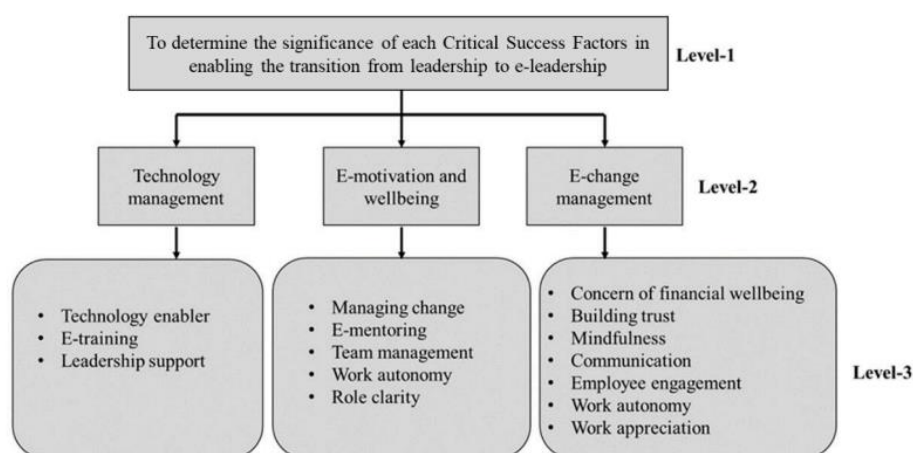 To determine the significance of each Critical Success Factors in
enabling the transition from leadership to e-leadership
Level-1
Technology
management
E-motivation and
wellbeing
E-change
management
Level-2
• Technology enabler
• E-training
• Leadership support
• Managing change
• E-mentoring
• Team management
• Work autonomy
• Role clarity
• Concern of financial wellbeing
• Building trust
• Mindfulness
• Communication
• Employee engagement
• Work autonomy
• Work appreciation
Level-3